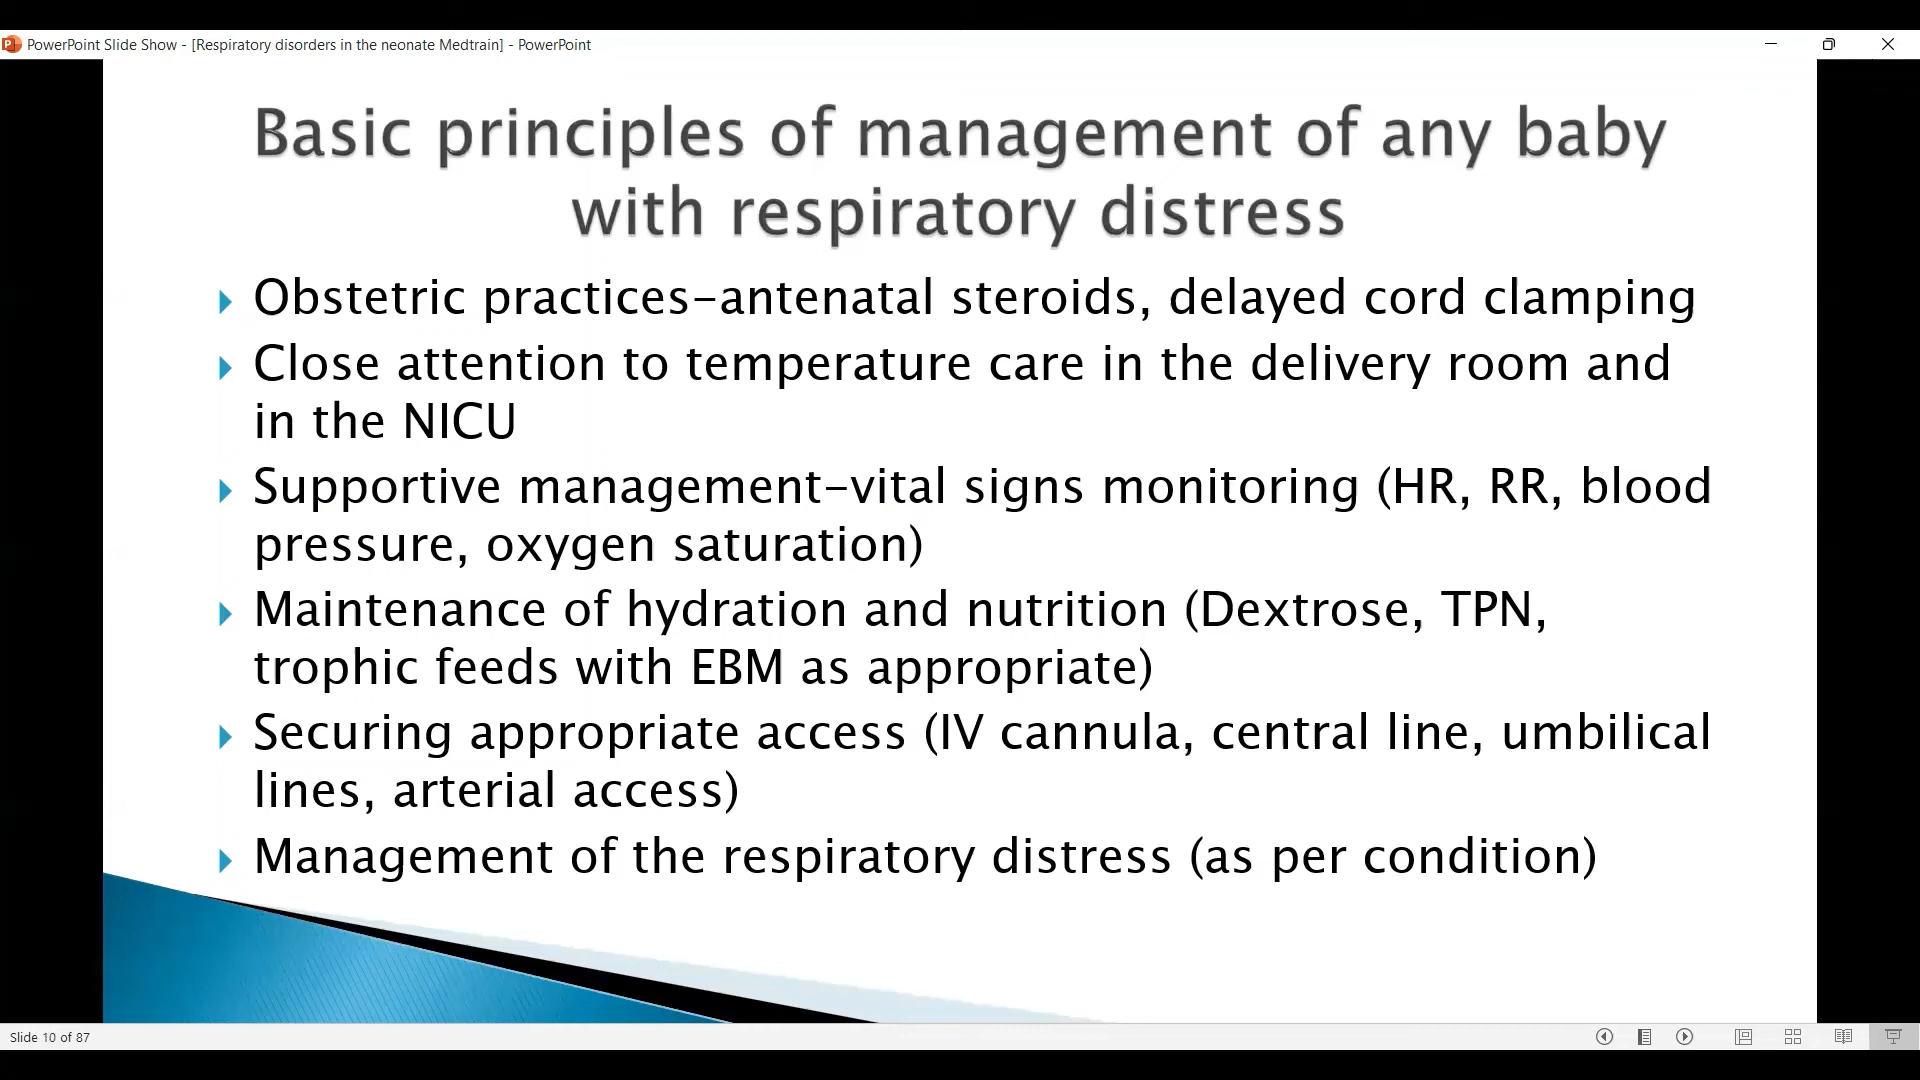 PowerPoint Slide Show - [Respiratory disorders in the neonate Medtrain] - PowerPoint
Basic principles of management of any baby
with respiratory distress
Obstetric practices-antenatal steroids, delayed cord clamping
Close attention to temperature care in the delivery room and
in the NICU
Supportive management-vital signs monitoring (HR, RR, blood
pressure, oxygen saturation)
Maintenance of hydration and nutrition (Dextrose, TPN,
trophic feeds with EBM as appropriate)
Securing appropriate access (IV cannula, central line, umbilical
lines, arterial access)
Management of the respiratory distress (as per condition)
Slide 10 of 87